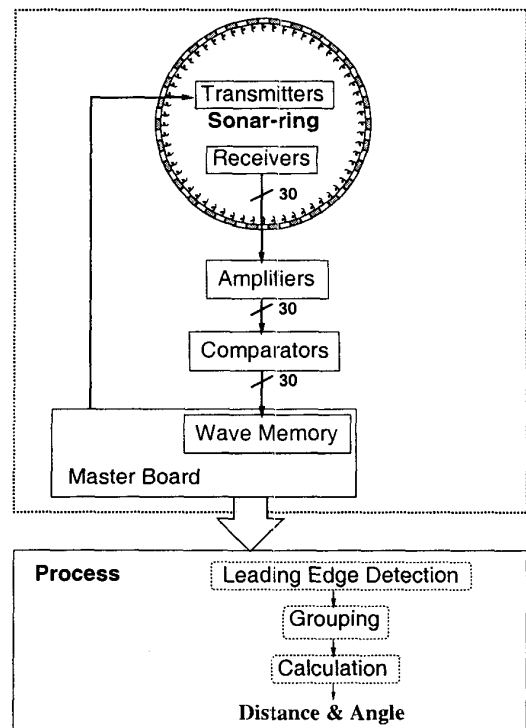 Transmitters
Sonar-ring
Receivers
30
Amplifiers
30
Comparators
30
Wave Memory
Master Board
Process
Leading Edge Detection
Grouping
Calculation
Distance & Angle